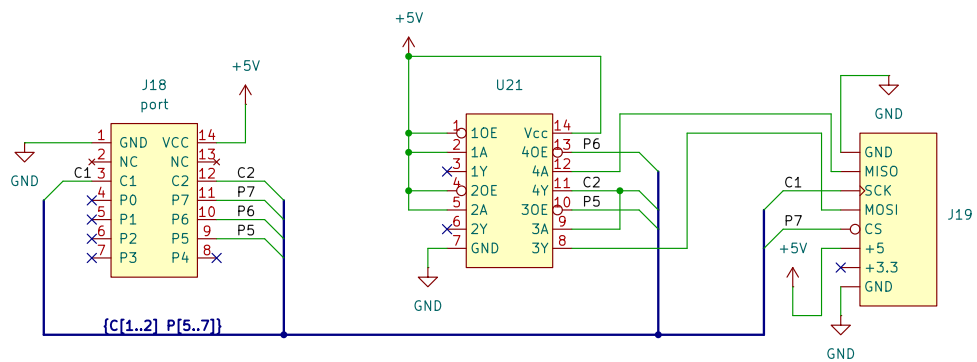 +5V
J18
port
+5V
GND
1 GND VCC 14
2 NC NC 13
C1 3 C1 C2 12 C2
4 P0 P7 11 P7
5 P1 P6 10 P6
6 P2 P5 9 P5
7 P3 P4 8
{C[1..2] P[5..7]}
U21
1 1OE Vcc 14
2 1A 4OE 13 P6
3 1Y 4A 12
4 2OE 4Y 11 C2
5 2A 3OE 10 P5
6 2Y 3A 9
7 GND 3Y 8
GND
GND
J19
GND
MISO
C1 SCK
MOSI
P7 CS
+5V +5
+3.3
GND
GND